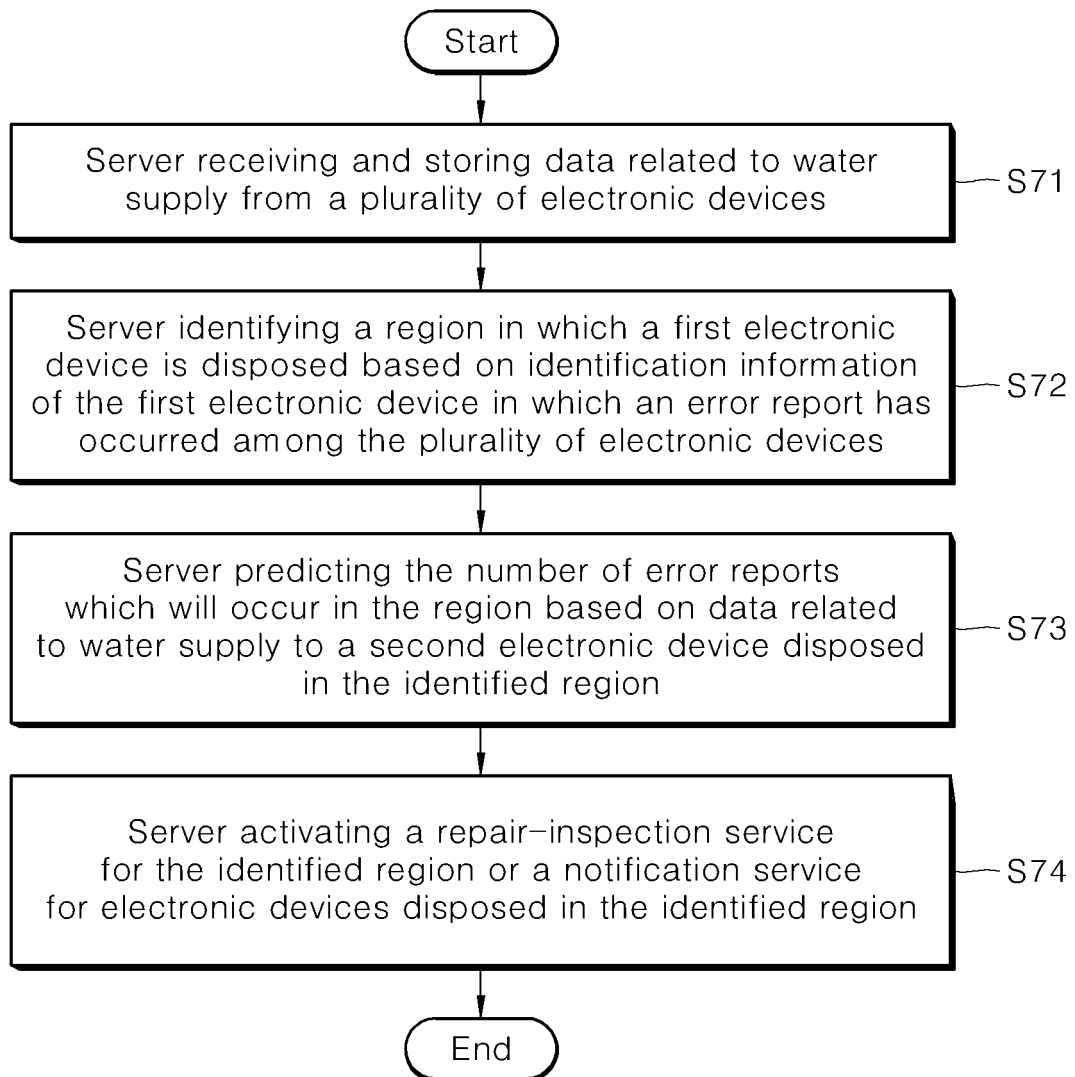 Start
Server receiving and storing data related to water
supply from a plurality of electronic devices
S71
Server identifying a region in which a first electronic
device is disposed based on identification information
of the first electronic device in which an error report has
occurred among the plurality of electronic devices
S72
Server predicting the number of error reports
which will occur in the region based on data related
to water supply to a second electronic device disposed
in the identified region
S73
Server activating a repair-inspection service
for the identified region or a notification service
for electronic devices disposed in the identified region
S74
End